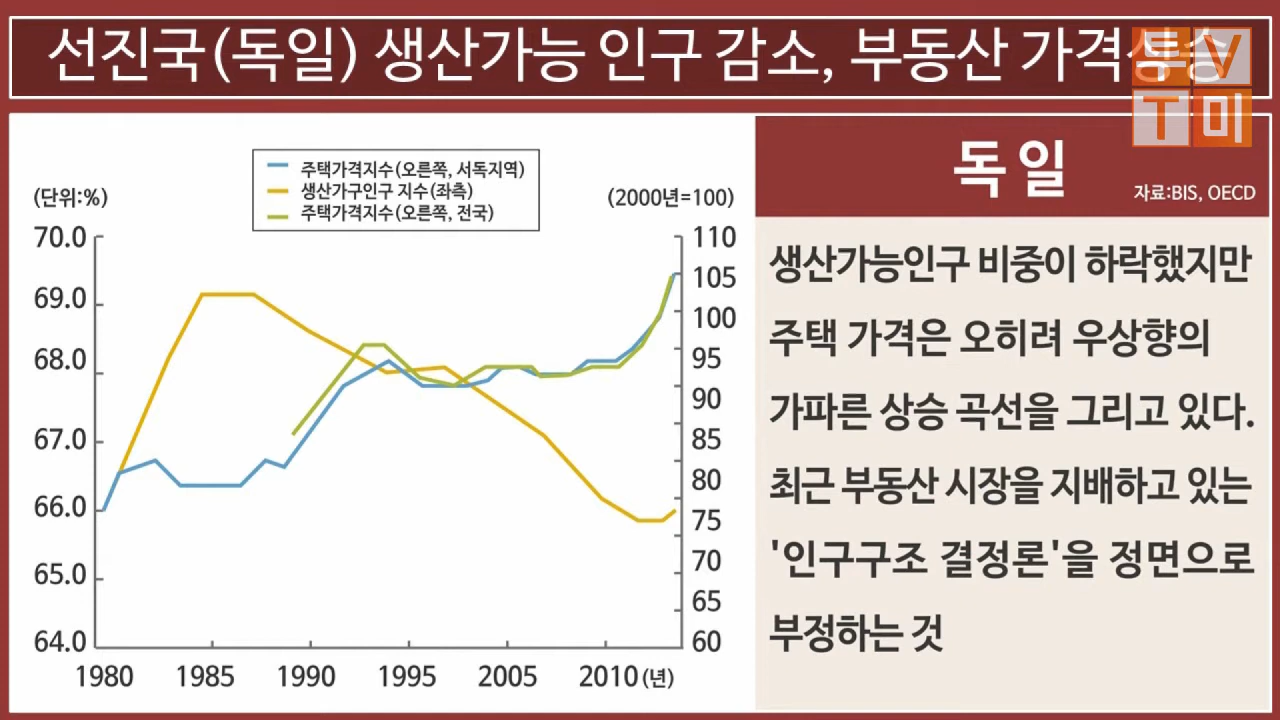 선진국(독일) 생산가능 인구 감소, 부동산 가격상승
투V
T미
독일
자료:BIS, OECD
주택가격지수(오른쪽, 서독지역)
생산가구인구 지수(좌측)
주택가격지수(오른쪽, 전국)
(단위:%)
(2000년=100)
70.0
69.0
68.0
67.0
66.0
65.0
64.0
110
105
100
95
90
85
80
75
70
65
60
1980 1985 1990 1995 2005 2010(년)
생산가능인구 비중이 하락했지만
주택 가격은 오히려 우상향의
가파른 상승 곡선을 그리고 있다.
최근 부동산 시장을 지배하고 있는
'인구구조 결정론'을 정면으로
부정하는 것